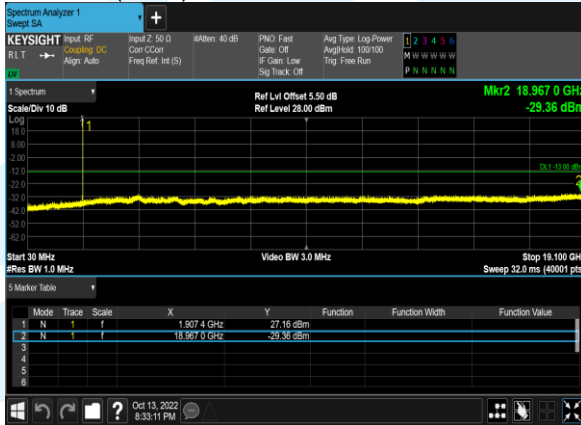 Spectrum Analyzer 1
Swept SA
+
KEYSIGHT Input: RF Input Z: 50 Ω #Atten: 40 dB PNO: Fast Avg Type: Log-Power 1 2 3 4 5 6
RLT Coupling: DC Corr CCorr Gate: Off Avg|Hold: 100/100 M W W W W W
Align: Auto Freq Ref: Int (S) IF Gain: Low Trig: Free Run
Sig Track: Off P N N N N N
LW
1 Spectrum Ref Lvl Offset 5.50 dB Mkr2 18.967 0 GHz
Scale/Div 10 dB Ref Level 28.00 dBm -29.36 dBm
Log
1
18.0
8.00
-2.00
-12.0 DL1 -13.00 dBm
-22.0 2
-32.0
-42.0
-52.0
-62.0
Start 30 MHz Video BW 3.0 MHz Stop 19.100 GHz
#Res BW 1.0 MHz Sweep 32.0 ms (40001 pts
5 Marker Table
Mode Trace Scale X Y Function Function Width Function Value
1 N 1 f 1.907 4 GHz 27.16 dBm
2 N 1 f 18.967 0 GHz -29.36 dBm
3
4
5
6
? Oct 13, 2022
8:33:11 PM